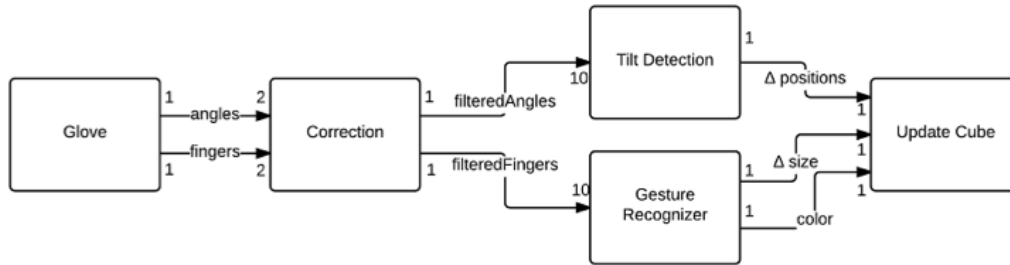 Glove
1
angles
2
1
fingers
2
Correction
1
filteredAngles
10
1
filteredFingers
10
Tilt Detection
1
Δ positions
1
Gesture
Recognizer
1
Δ size
1
1
color
1
Update Cube